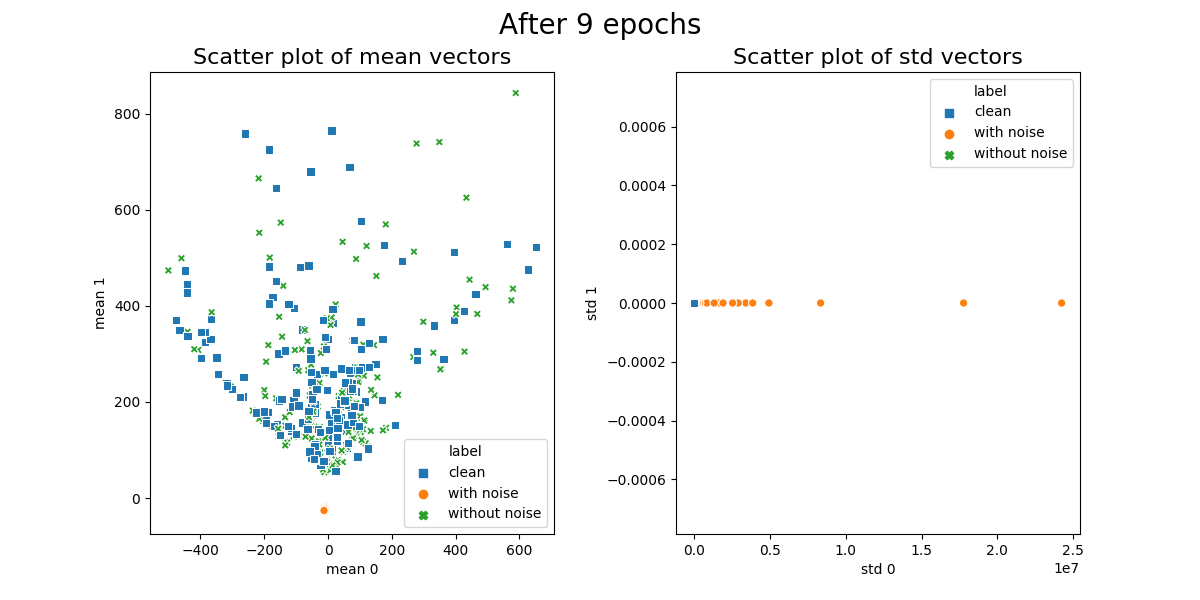 After 9 epochs
Scatter plot of mean vectors
800
600
400
200
0
mean 1
−400
−200
0
200
400
600
mean 0
label
clean
with noise
without noise
Scatter plot of std vectors
0.0006
0.0004
0.0002
0.0000
−0.0002
−0.0004
−0.0006
std 1
0.0
0.5
1.0
1.5
2.0
2.5
1e7
std 0
label
clean
with noise
without noise